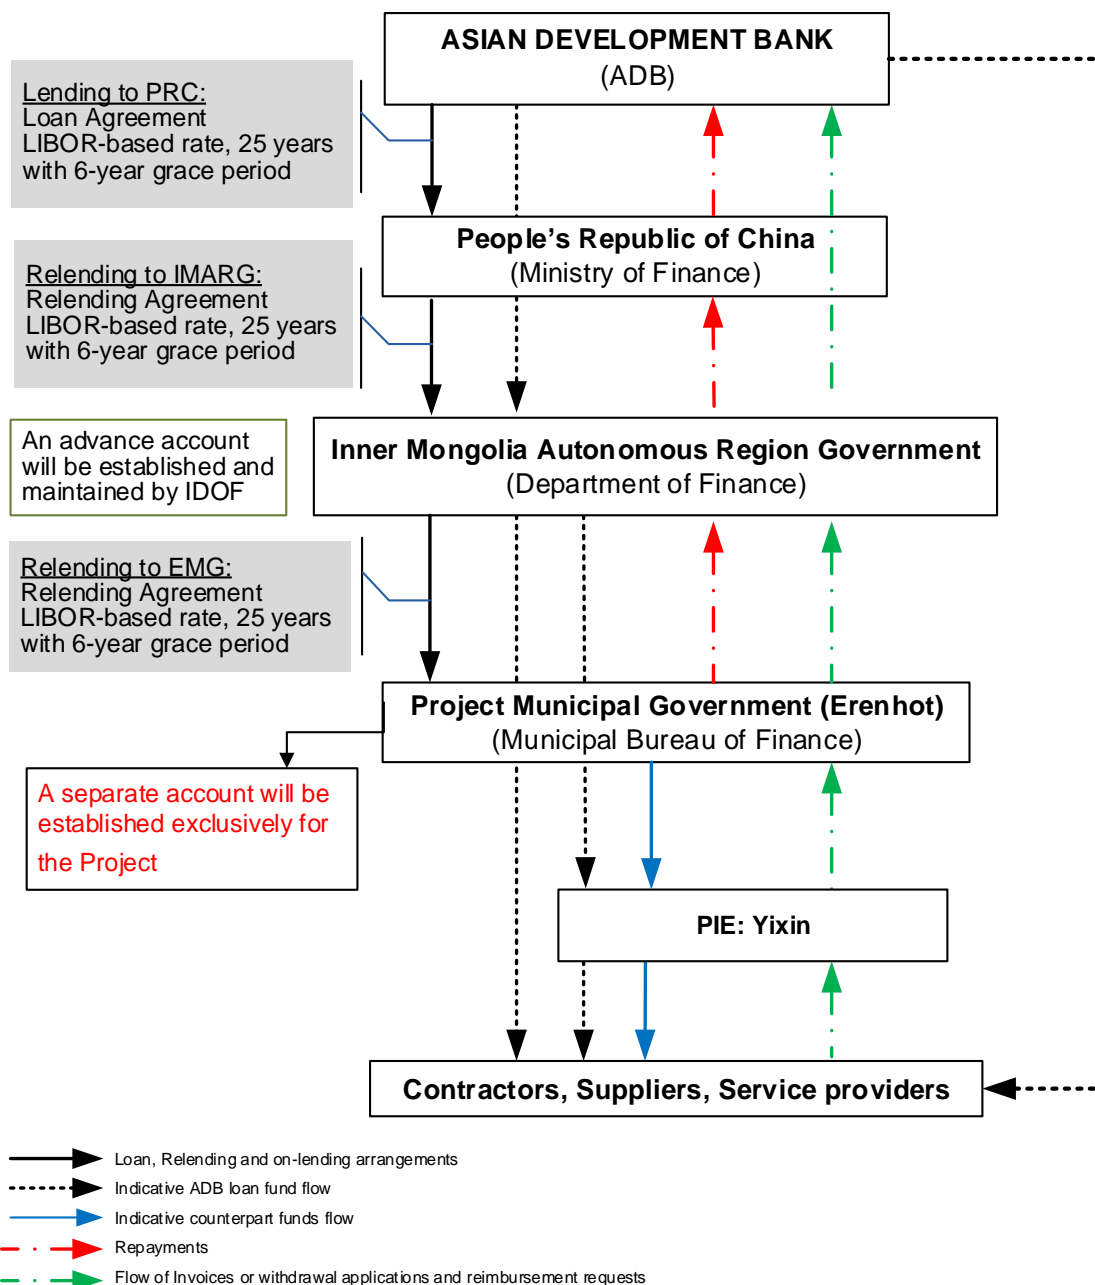 ASIAN DEVELOPMENT BANK
(ADB)
Lending to PRC:
Loan Agreement
LIBOR-based rate, 25 years
with 6-year grace period
People's Republic of China
(Ministry of Finance)
Relending to IMARG:
Relending Agreement
LIBOR-based rate, 25 years
with 6-year grace period
An advance account
will be established and
maintained by IDOF
Inner Mongolia Autonomous Region Government
(Department of Finance)
Relending to EMG:
Relending Agreement
LIBOR-based rate, 25 years
with 6-year grace period
Project Municipal Government (Erenhot)
(Municipal Bureau of Finance)
A separate account will be
established exclusively for
the Project
PIE: Yixin
Contractors, Suppliers, Service providers
Loan, Relending and on-lending arrangements
Indicative ADB loan fund flow
Indicative counterpart funds flow
Repayments
Flow of Invoices or withdrawal applications and reimbursement requests